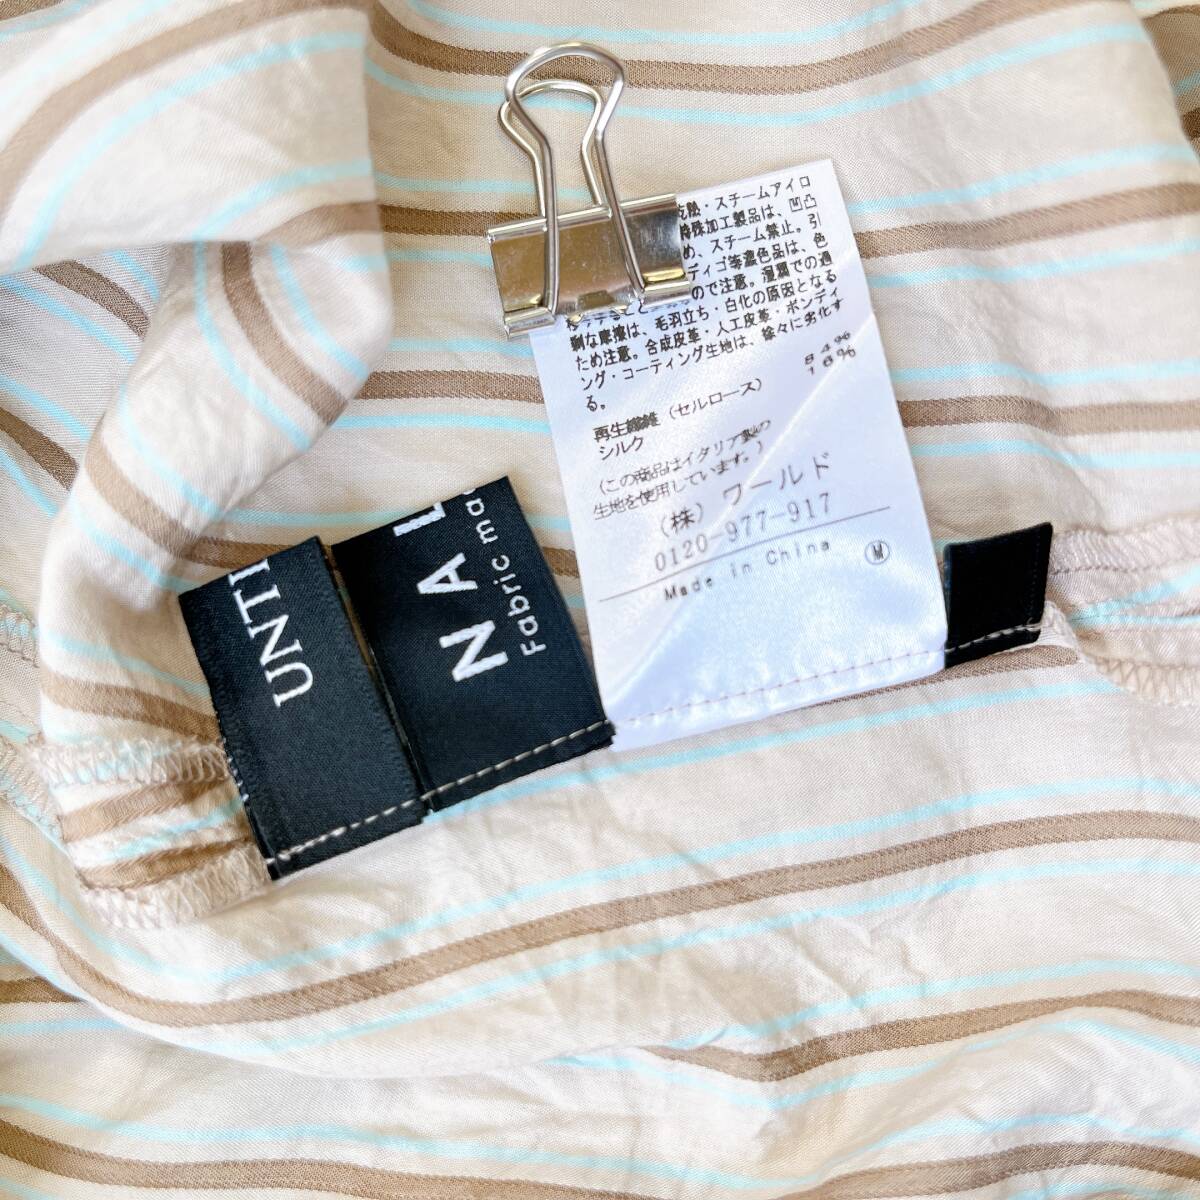 乾燥・スチームアイロ
特殊加工製品は、凹凸
め、スチーム禁止。引
ディゴ等濃色品は、色
ので注意。湿潤での過
剰な摩擦は、毛羽立ち・白化の原因となる
ため注意。合成皮革・人工皮革・ボンディ
ング・コーティング生地は、徐々に劣化す
る。
再生繊維（セルロース） 84%
シルク 16%
（この商品はイタリア製の
生地を使用しています。）
（株）ワールド
0120-977-917
Made in China
M
UNTI
NAL
Fabric ma